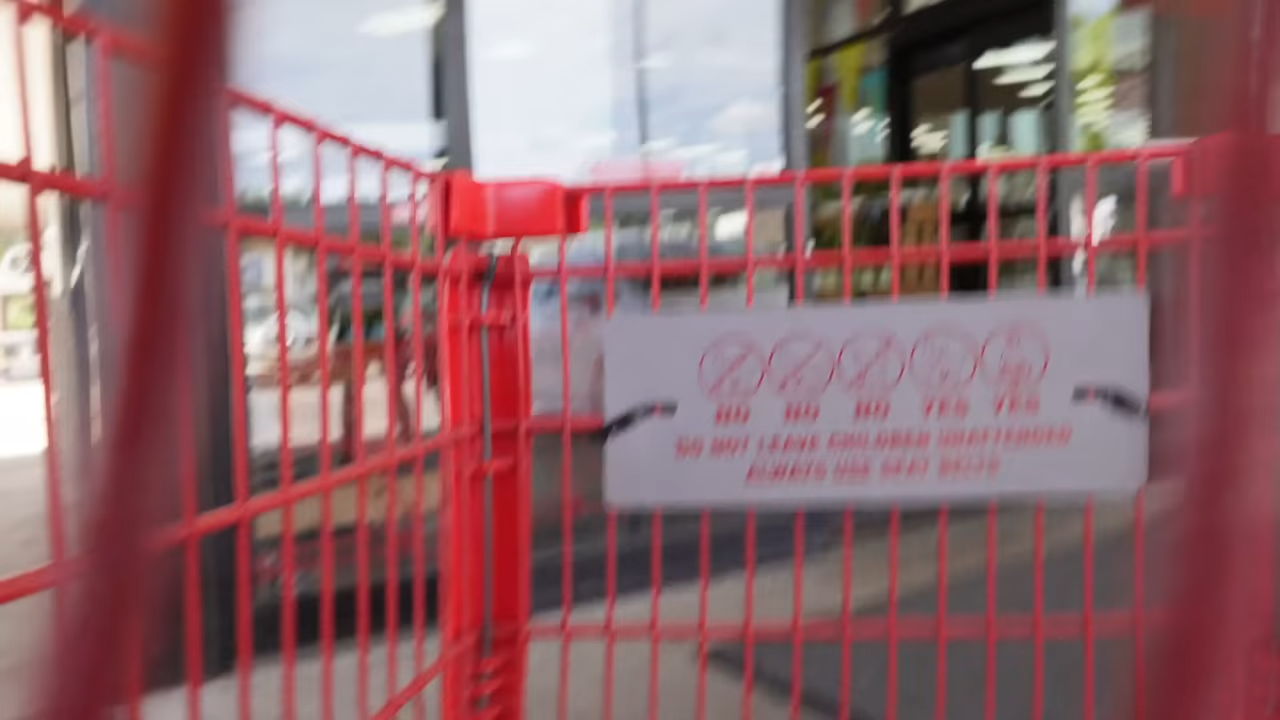 NO NO NO YES YES
DO NOT LEAVE CHILDREN UNATTENDED
ALWAYS USE SEAT BELTS